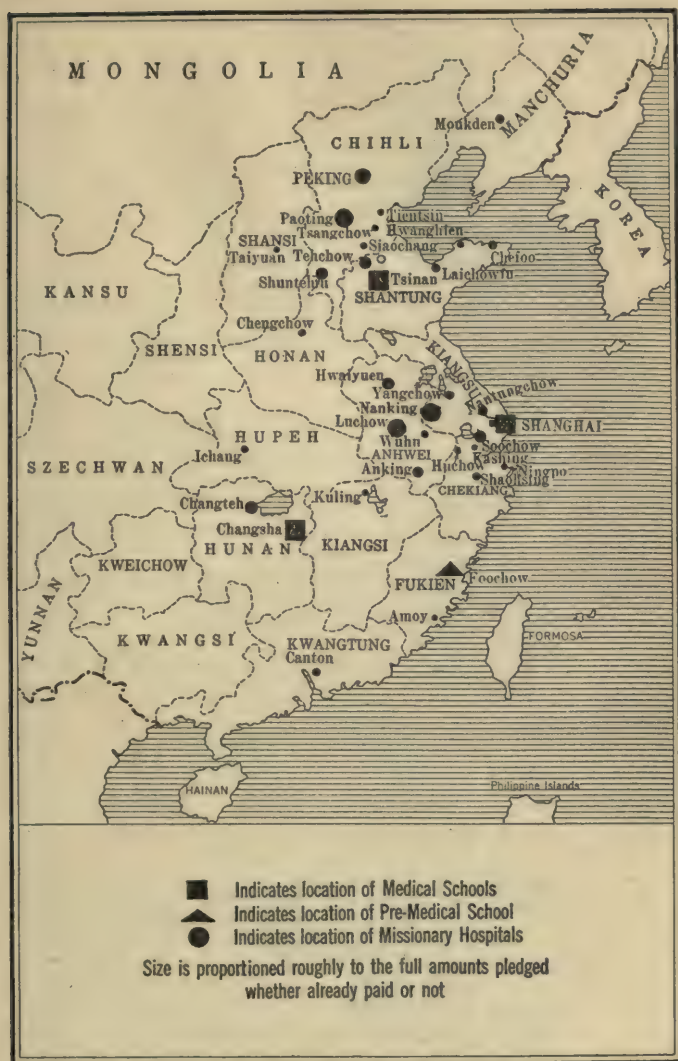 MONGOLIA
MANCHURIA
Moukden
CHIHLI
KOREA
PEKING
Paoting
Tientsin
Tsangchow
Hwanghien
SHANSI
Siaochang
Chefoo
Taiyuan
Tehchow
Laichowfu
KANSU
Shuntehfu
Tsinan
SHANTUNG
Chengchow
SHENSI
HONAN
KIANGSU
Hwaiyuen
Yangchow
Nantungchow
Nanking
SHANGHAI
Luchow
HUPEH
Wuhu
Soochow
SZECHWAN
Ichang
ANHWEI
Kashing
Anking
Huchow
Ningpo
Shaohsing
CHEKIANG
Changteh
Kuling
Changsha
HUNAN
KIANGSI
KWEICHOW
FUKIEN
Foochow
YUNNAN
Amoy
KWANGSI
KWANGTUNG
FORMOSA
Canton
HAINAN
Philippine Islands
Indicates location of Medical Schools
Indicates location of Pre-Medical School
Indicates location of Missionary Hospitals
Size is proportioned roughly to the full amounts pledged
whether already paid or not